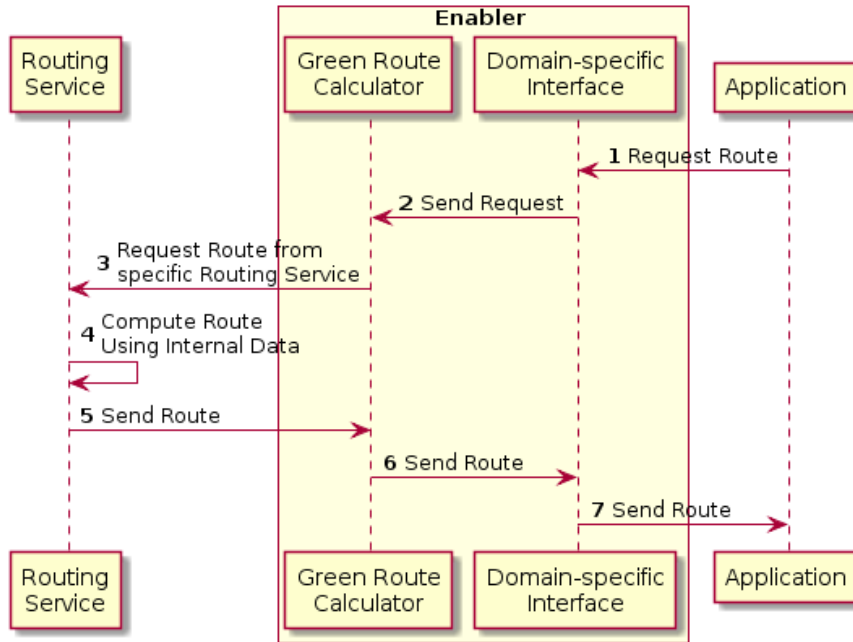 Enabler
Routing
Service
Green Route
Calculator
Domain-specific
Interface
Application
1 Request Route
2 Send Request
3 Request Route from
specific Routing Service
4 Compute Route
Using Internal Data
5 Send Route
6 Send Route
7 Send Route
Routing
Service
Green Route
Calculator
Domain-specific
Interface
Application